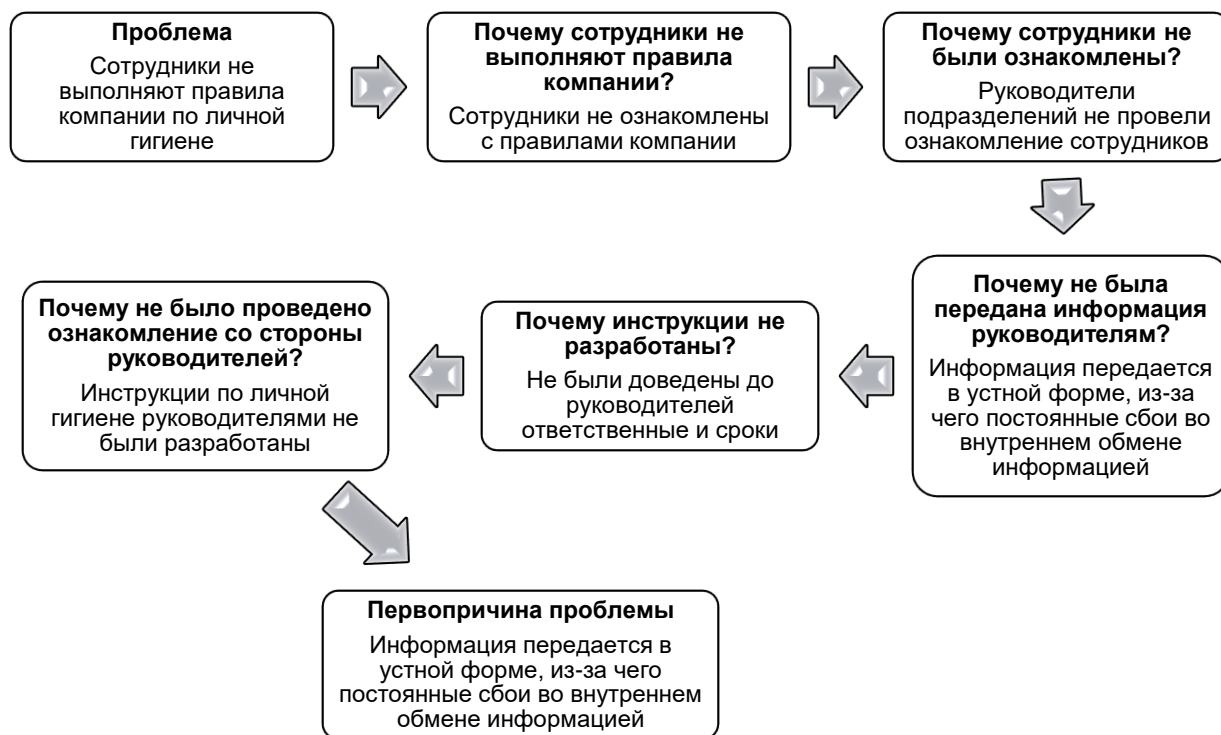 Проблема
Сотрудники не
выполняют правила
компании по личной
гигиене
Почему сотрудники не
выполняют правила
компании?
Сотрудники не ознакомлены
с правилами компании
Почему сотрудники не
были ознакомлены?
Руководители
подразделений не провели
ознакомление сотрудников
Почему не была
передана информация
руководителям?
Информация передается
в устной форме, из-за
чего постоянные сбои во
внутреннем обмене
информацией
Почему инструкции не
разработаны?
Не были доведены до
руководителей
ответственные и сроки
Почему не было проведено
ознакомление со стороны
руководителей?
Инструкции по личной
гигиене руководителями не
были разработаны
Первопричина проблемы
Информация передается в
устной форме, из-за чего
постоянные сбои во внутреннем
обмене информацией